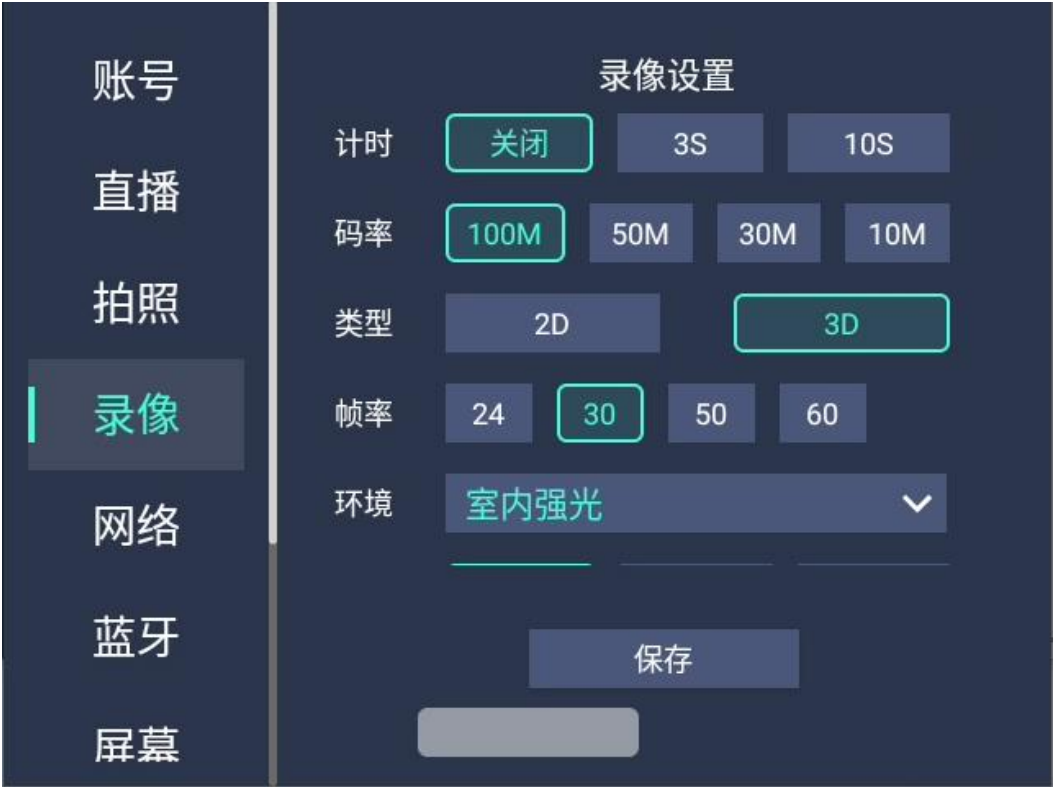 账号
直播
拍照
录像
网络
蓝牙
屏幕
录像设置
计时 关闭 3S 10S
码率 100M 50M 30M 10M
类型 2D 3D
帧率 24 30 50 60
环境 室内强光
保存